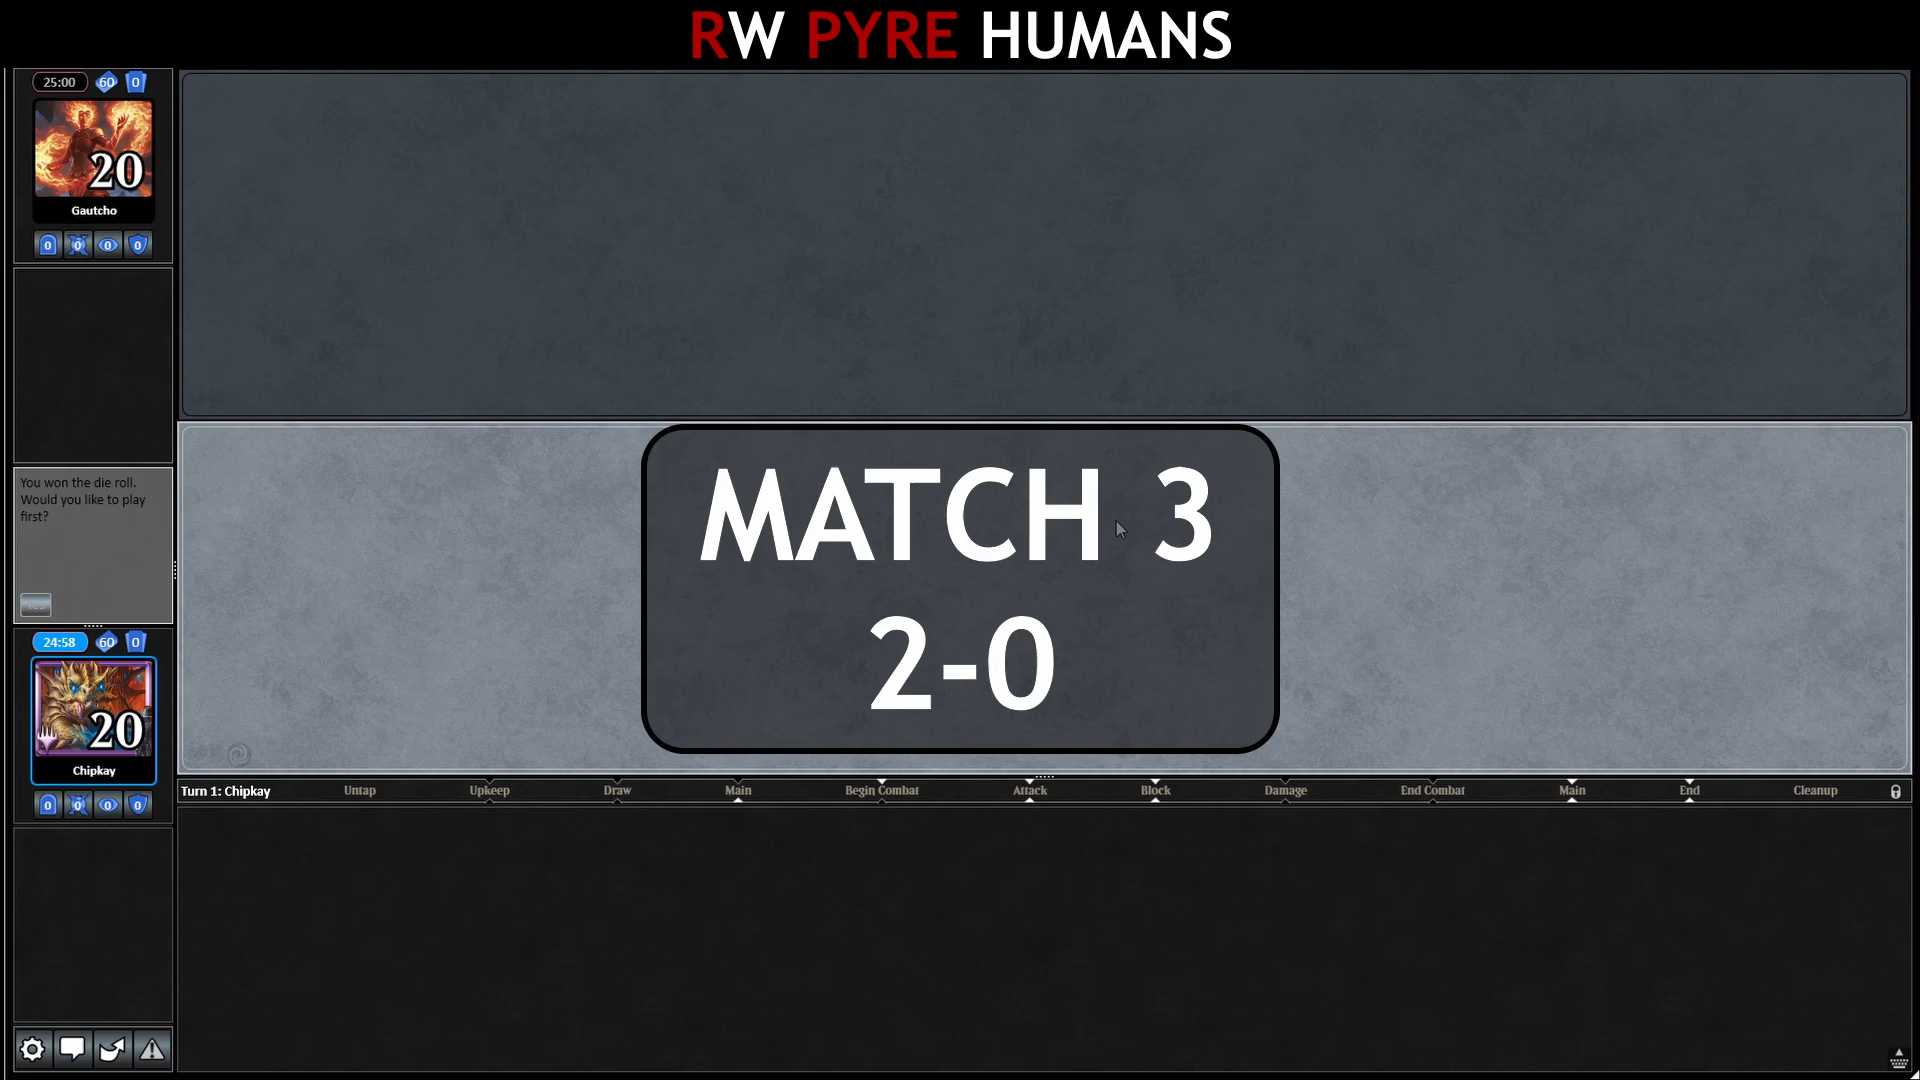 RW PYRE HUMANS
25:00 60 0
20
Gautcho
0 0 0 0
You won the die roll.
Would you like to play
first?
24:58 60 0
20
Chipkay
0 0 0 0
MATCH 3
2-0
Turn 1: Chipkay Untap Upkeep Draw Main Begin Combat Attack Block Damage End Combat Main End Cleanup